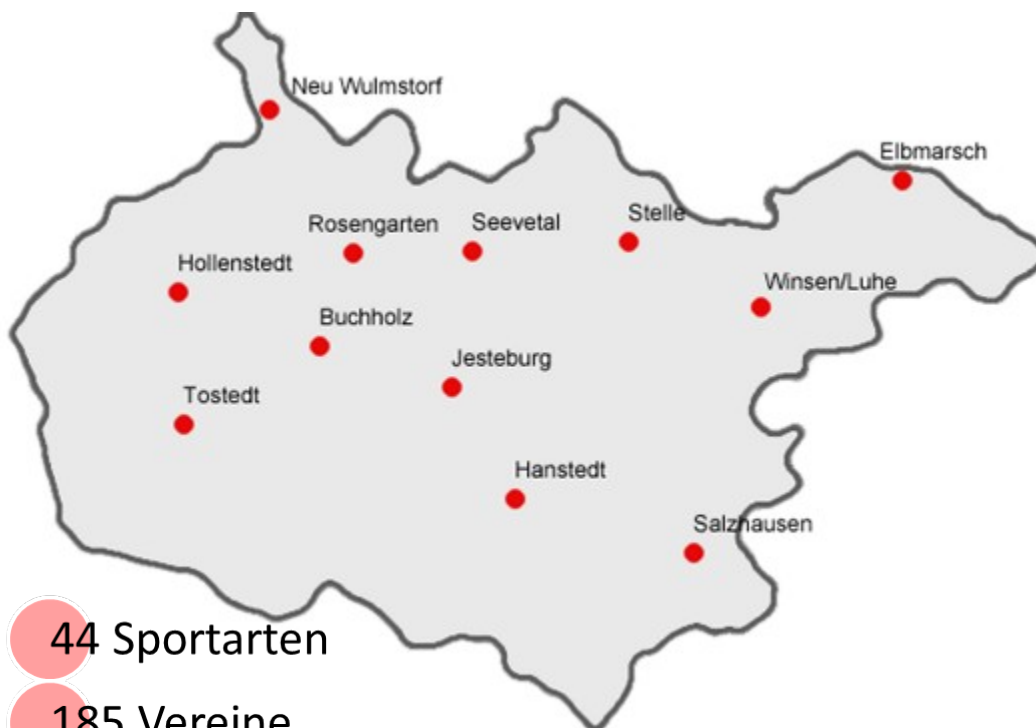 Neu Wulmstorf
Elbmarsch
Stelle
Seevetal
Rosengarten
Hollenstedt
Winsen/Luhe
Buchholz
Jesteburg
Tostedt
Hanstedt
Salzhausen
44 Sportarten
185 Vereine